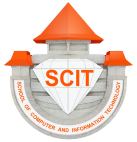 SCIT
SCHOOL OF COMPUTER AND INFORMATION TECHNOLOGY